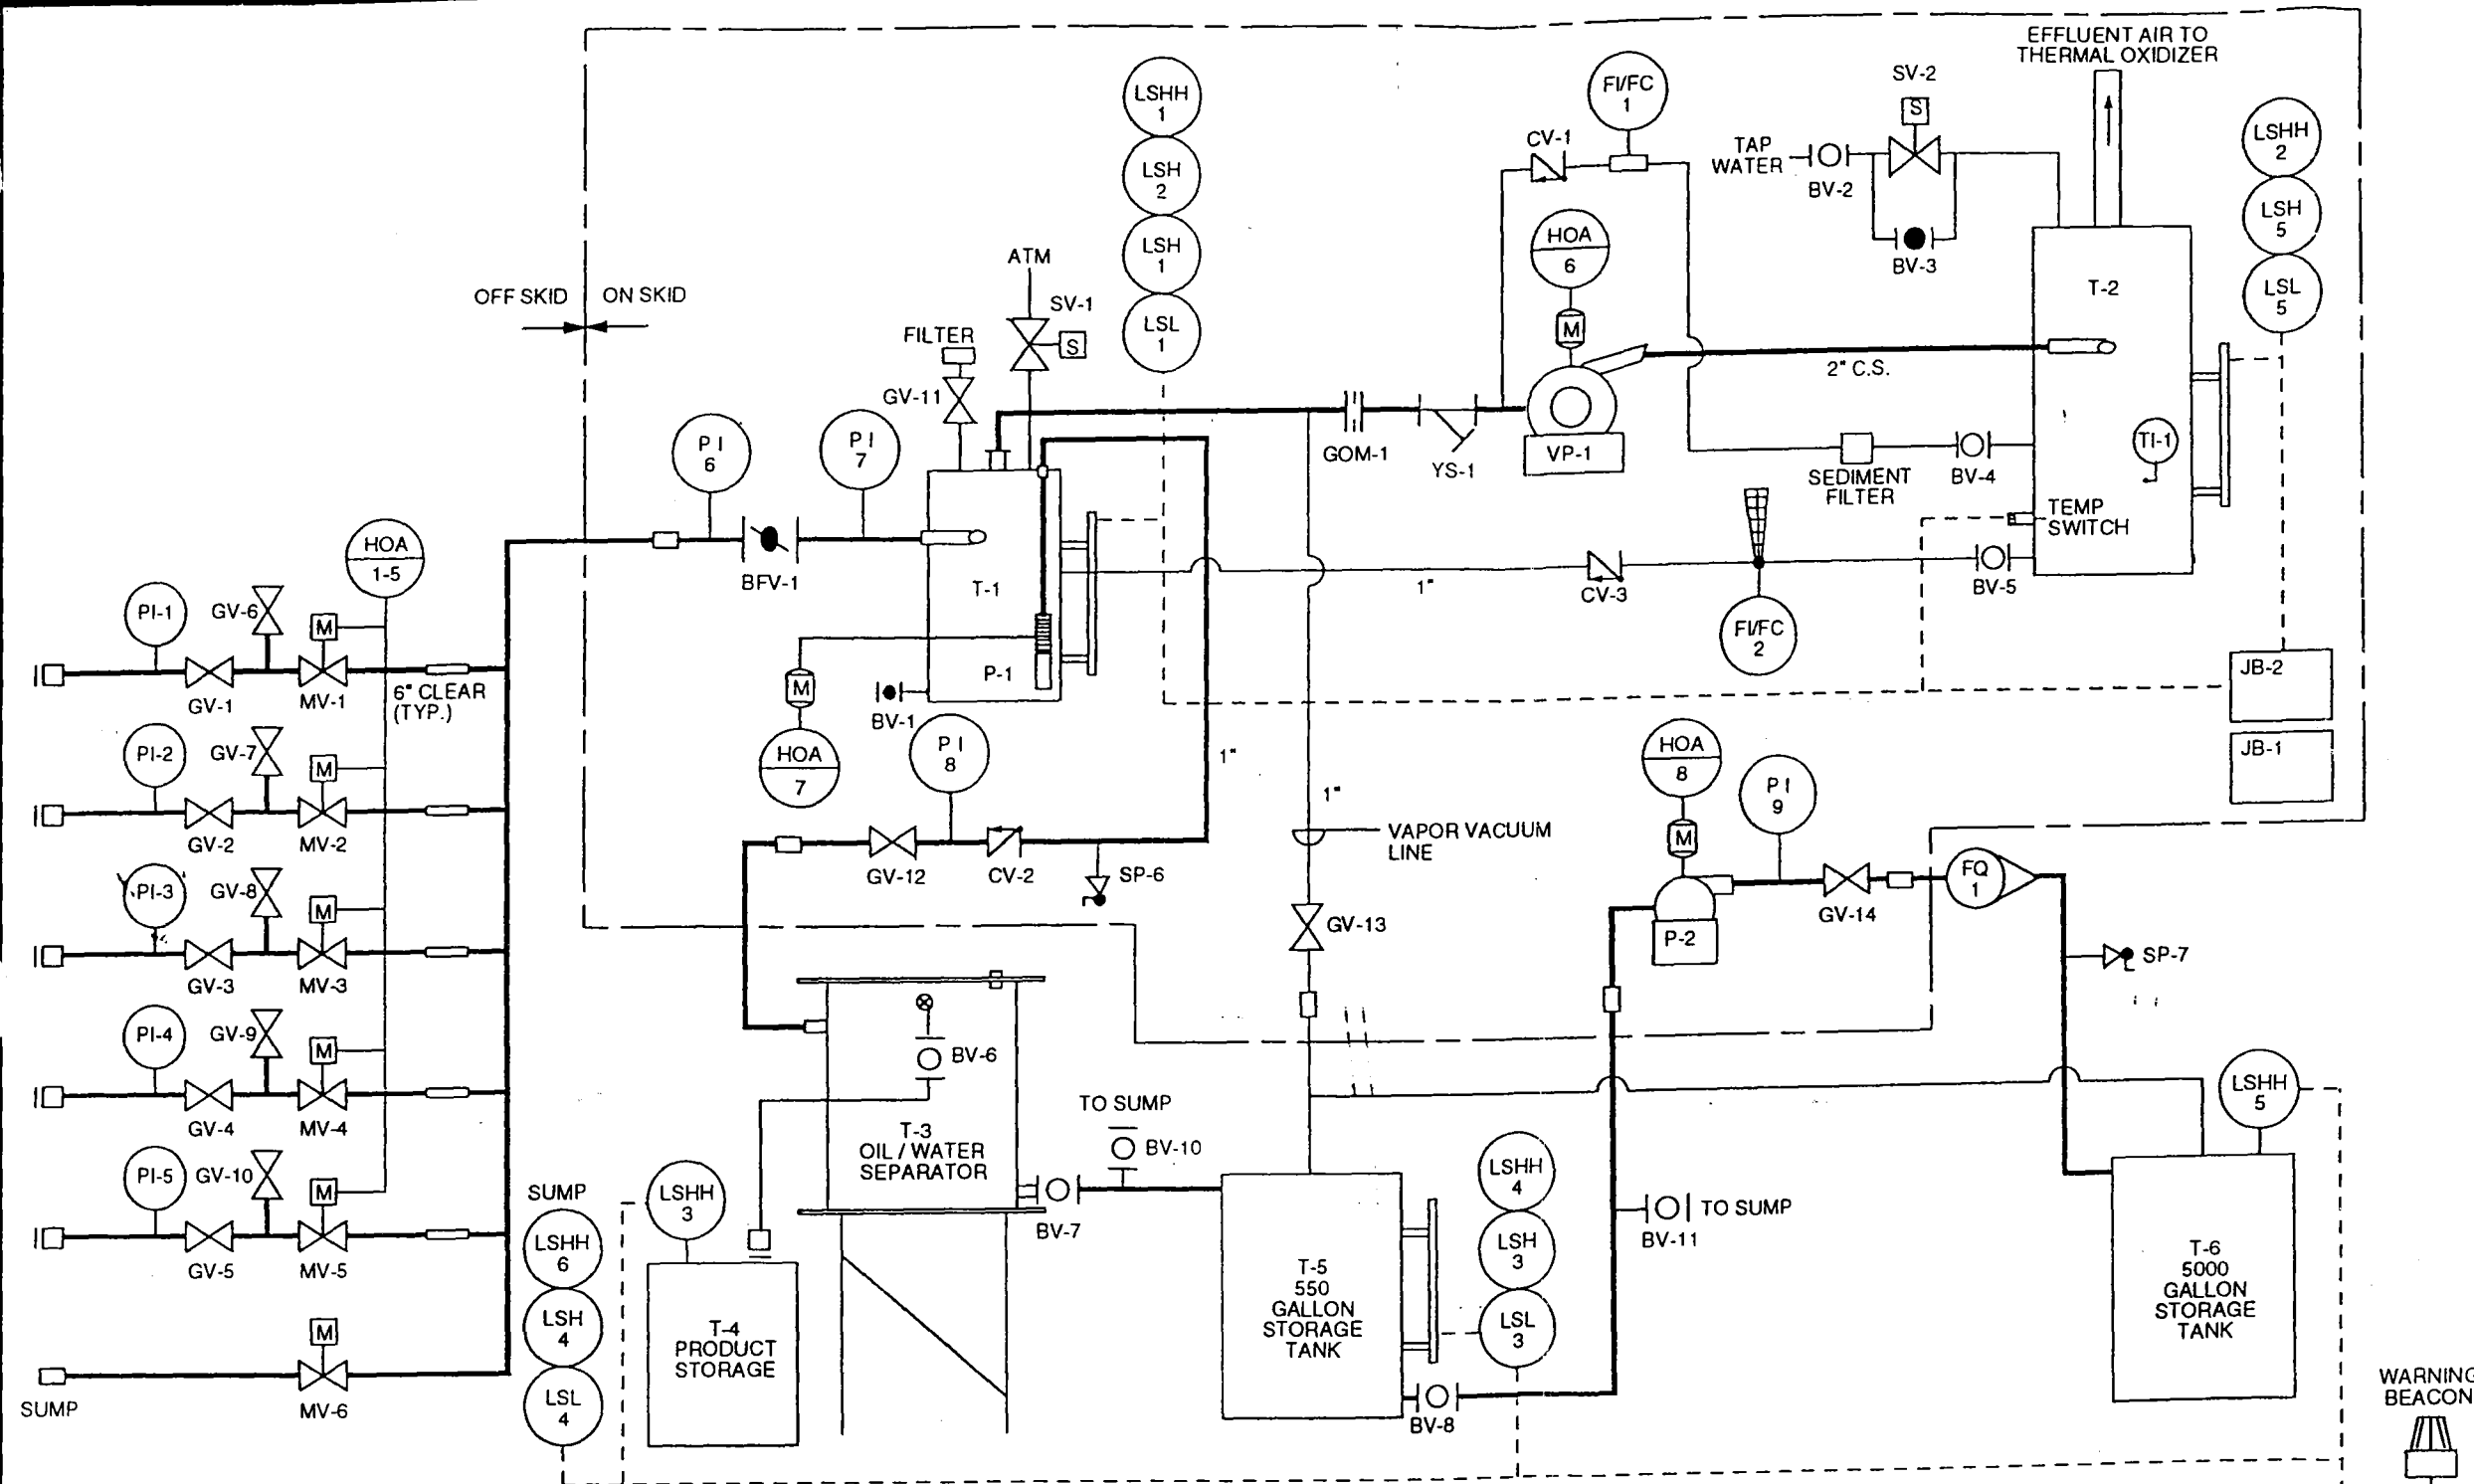 EFFLUENT AIR TO
THERMAL OXIDIZER
SV-2
S
TAP
WATER
BV-2
BV-3
LSHH
2
LSH
5
LSL
5
T-2
TI-1
TEMP
SWITCH
FI/FC
1
CV-1
HOA
6
M
VP-1
2" C.S.
SEDIMENT
FILTER
BV-4
BV-5
LSHH
1
LSH
2
LSH
1
LSL
1
ATM
SV-1
S
FILTER
GV-11
OFF SKID
ON SKID
GOM-1
YS-1
PI
6
PI
7
BFV-1
T-1
P-1
BV-1
M
HOA
7
1"
CV-3
FI/FC
2
JB-2
JB-1
HOA
1-5
PI-1
GV-6
M
GV-1
MV-1
6" CLEAR
(TYP.)
PI-2
GV-7
M
GV-2
MV-2
PI-3
GV-8
M
GV-3
MV-3
PI-4
GV-9
M
GV-4
MV-4
PI-5
GV-10
M
GV-5
MV-5
M
MV-6
SUMP
PI
8
1"
1"
GV-12
CV-2
SP-6
VAPOR VACUUM
LINE
GV-13
HOA
8
M
PI
9
P-2
GV-14
FQ
1
SP-7
BV-6
T-3
OIL / WATER
SEPARATOR
TO SUMP
BV-10
BV-7
SUMP
LSHH
6
LSH
4
LSL
4
LSHH
3
T-4
PRODUCT
STORAGE
T-5
550
GALLON
STORAGE
TANK
LSHH
4
LSH
3
LSL
3
BV-8
BV-11
TO SUMP
LSHH
5
T-6
5000
GALLON
STORAGE
TANK
WARNING
BEACON